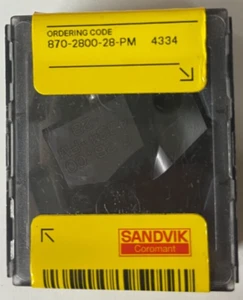 ORDERING CODE
870-2800-28-PM 4334
SANDVIK
Coromant